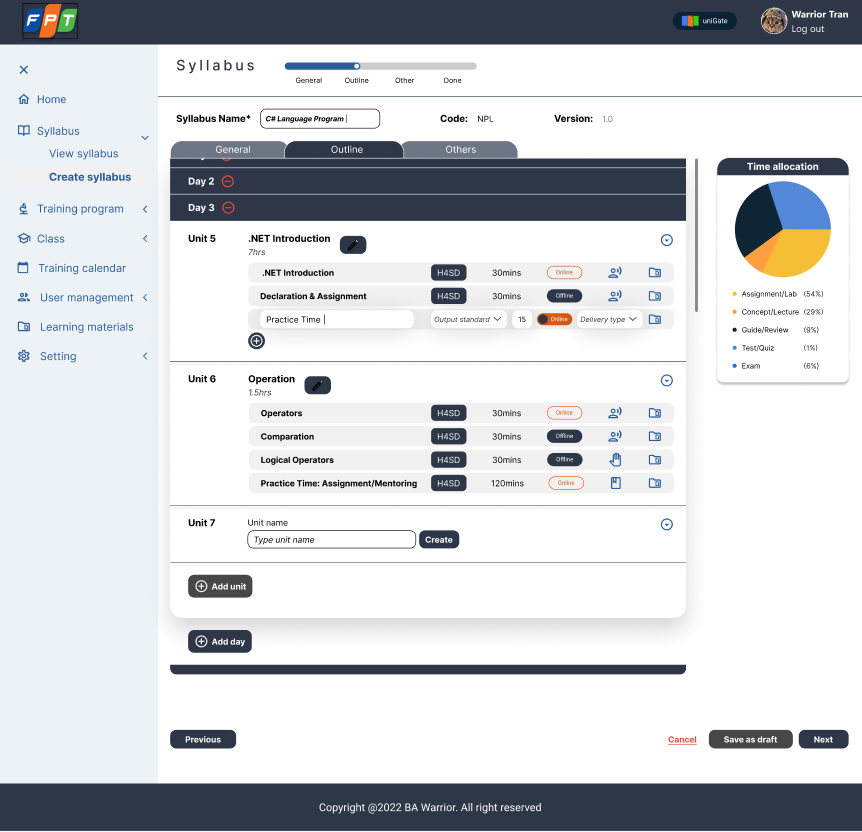 FPT
uniGate
Warrior Tran
Log out
Home
Syllabus
View syllabus
Create syllabus
Training program
Class
Training calendar
User management
Learning materials
Setting
Syllabus
General
Outline
Other
Done
Syllabus Name*
C# Language Program |
Code: NPL
Version: 1.0
General
Outline
Others
Day 2
Day 3
Unit 5
.NET Introduction
7hrs
.NET Introduction H4SD 30mins Online
Declaration & Assignment H4SD 30mins Offline
Practice Time | Output standard 15 Online Delivery type
Unit 6
Operation
1.5hrs
Operators H4SD 30mins Online
Comparation H4SD 30mins Offline
Logical Operators H4SD 30mins Offline
Practice Time: Assignment/Mentoring H4SD 120mins Online
Unit 7
Unit name
Type unit name
Create
Add unit
Add day
Time allocation
Assignment/Lab (54%)
Concept/Lecture (29%)
Guide/Review (9%)
Test/Quiz (1%)
Exam (6%)
Previous
Cancel
Save as draft
Next
Copyright @2022 BA Warrior. All right reserved